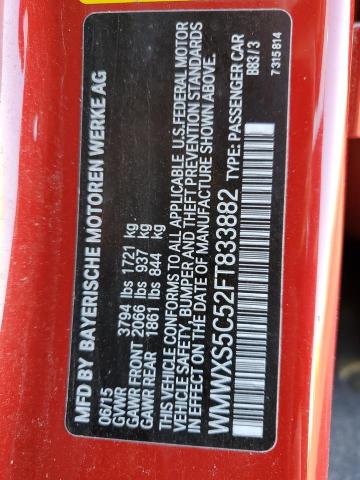 MFD BY BAYERISCHE MOTOREN WERKE AG
06/15
GVWR 3794 lbs 1721 kg
GAWR FRONT 2066 lbs 937 kg
GAWR REAR 1861 lbs 844 kg
THIS VEHICLE CONFORMS TO ALL APPLICABLE U.S. FEDERAL MOTOR
VEHICLE SAFETY, BUMPER AND THEFT PREVENTION STANDARDS
IN EFFECT ON THE DATE OF MANUFACTURE SHOWN ABOVE.
WMWXS5C52FT833882 TYPE: PASSENGER CAR
B83/3
7315814